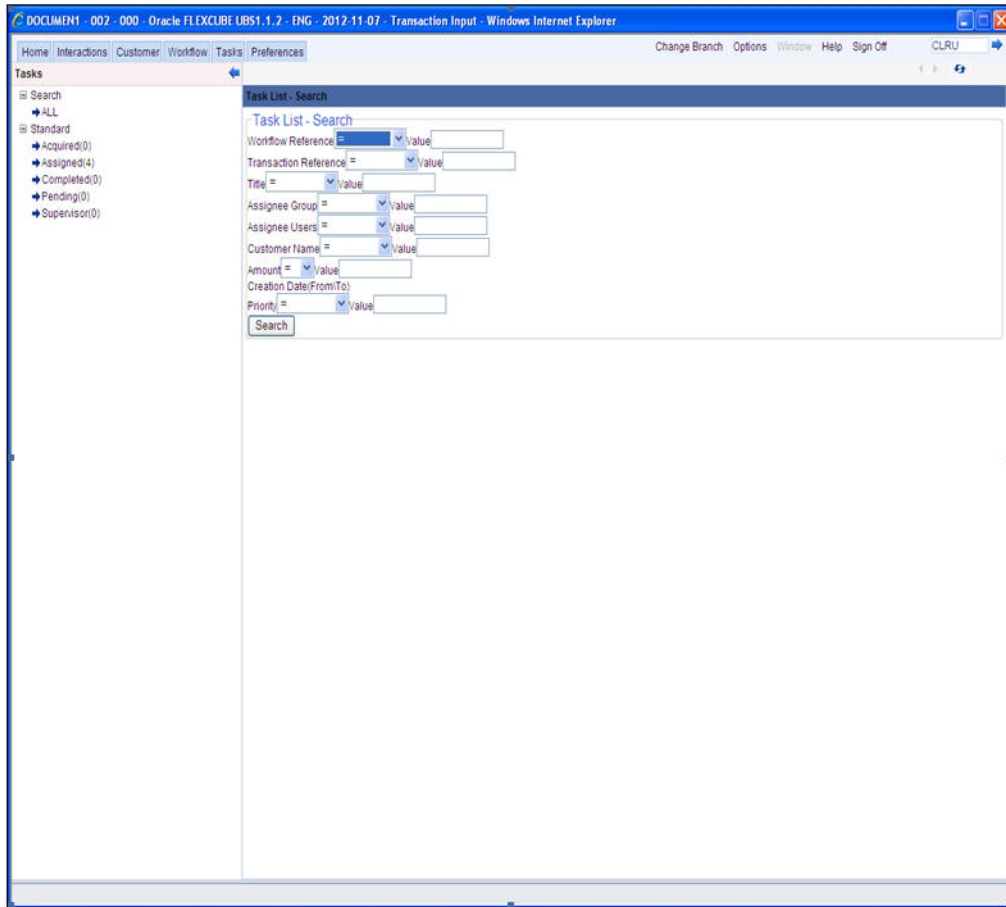 DOCUMENT1 - 002 - 000 - Oracle FLEXCUBE UBS1.1.2 - ENG - 2012-11-07 - Transaction Input - Windows Internet Explorer
Home Interactions Customer Workflow Tasks Preferences Change Branch Options Window Help Sign Off CLRU
Tasks
Search
ALL
Standard
Acquired(0)
Assigned(4)
Completed(0)
Pending(0)
Supervisor(0)
Task List - Search
Task List - Search
Workflow Reference = Value
Transaction Reference = Value
Title = Value
Assignee Group = Value
Assignee Users = Value
Customer Name = Value
Amount = Value
Creation Date(From\To)
Priority = Value
Search